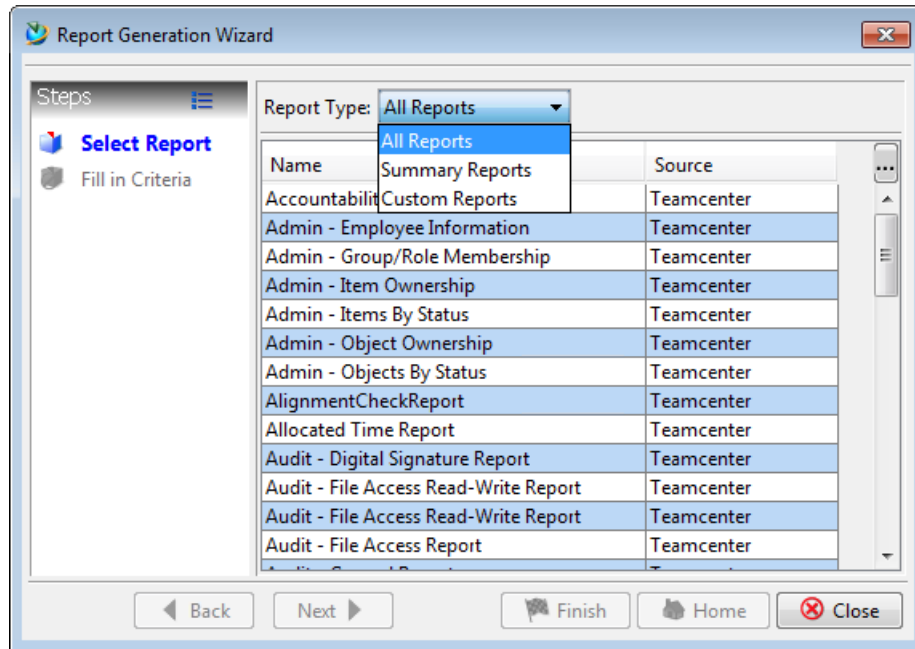 Report Generation Wizard
Steps
Select Report
Fill in Criteria
Report Type: All Reports
All Reports
Summary Reports
Custom Reports
Name Source
Accountabilit Teamcenter
Admin - Employee Information Teamcenter
Admin - Group/Role Membership Teamcenter
Admin - Item Ownership Teamcenter
Admin - Items By Status Teamcenter
Admin - Object Ownership Teamcenter
Admin - Objects By Status Teamcenter
AlignmentCheckReport Teamcenter
Allocated Time Report Teamcenter
Audit - Digital Signature Report Teamcenter
Audit - File Access Read-Write Report Teamcenter
Audit - File Access Read-Write Report Teamcenter
Audit - File Access Report Teamcenter
Back Next Finish Home Close